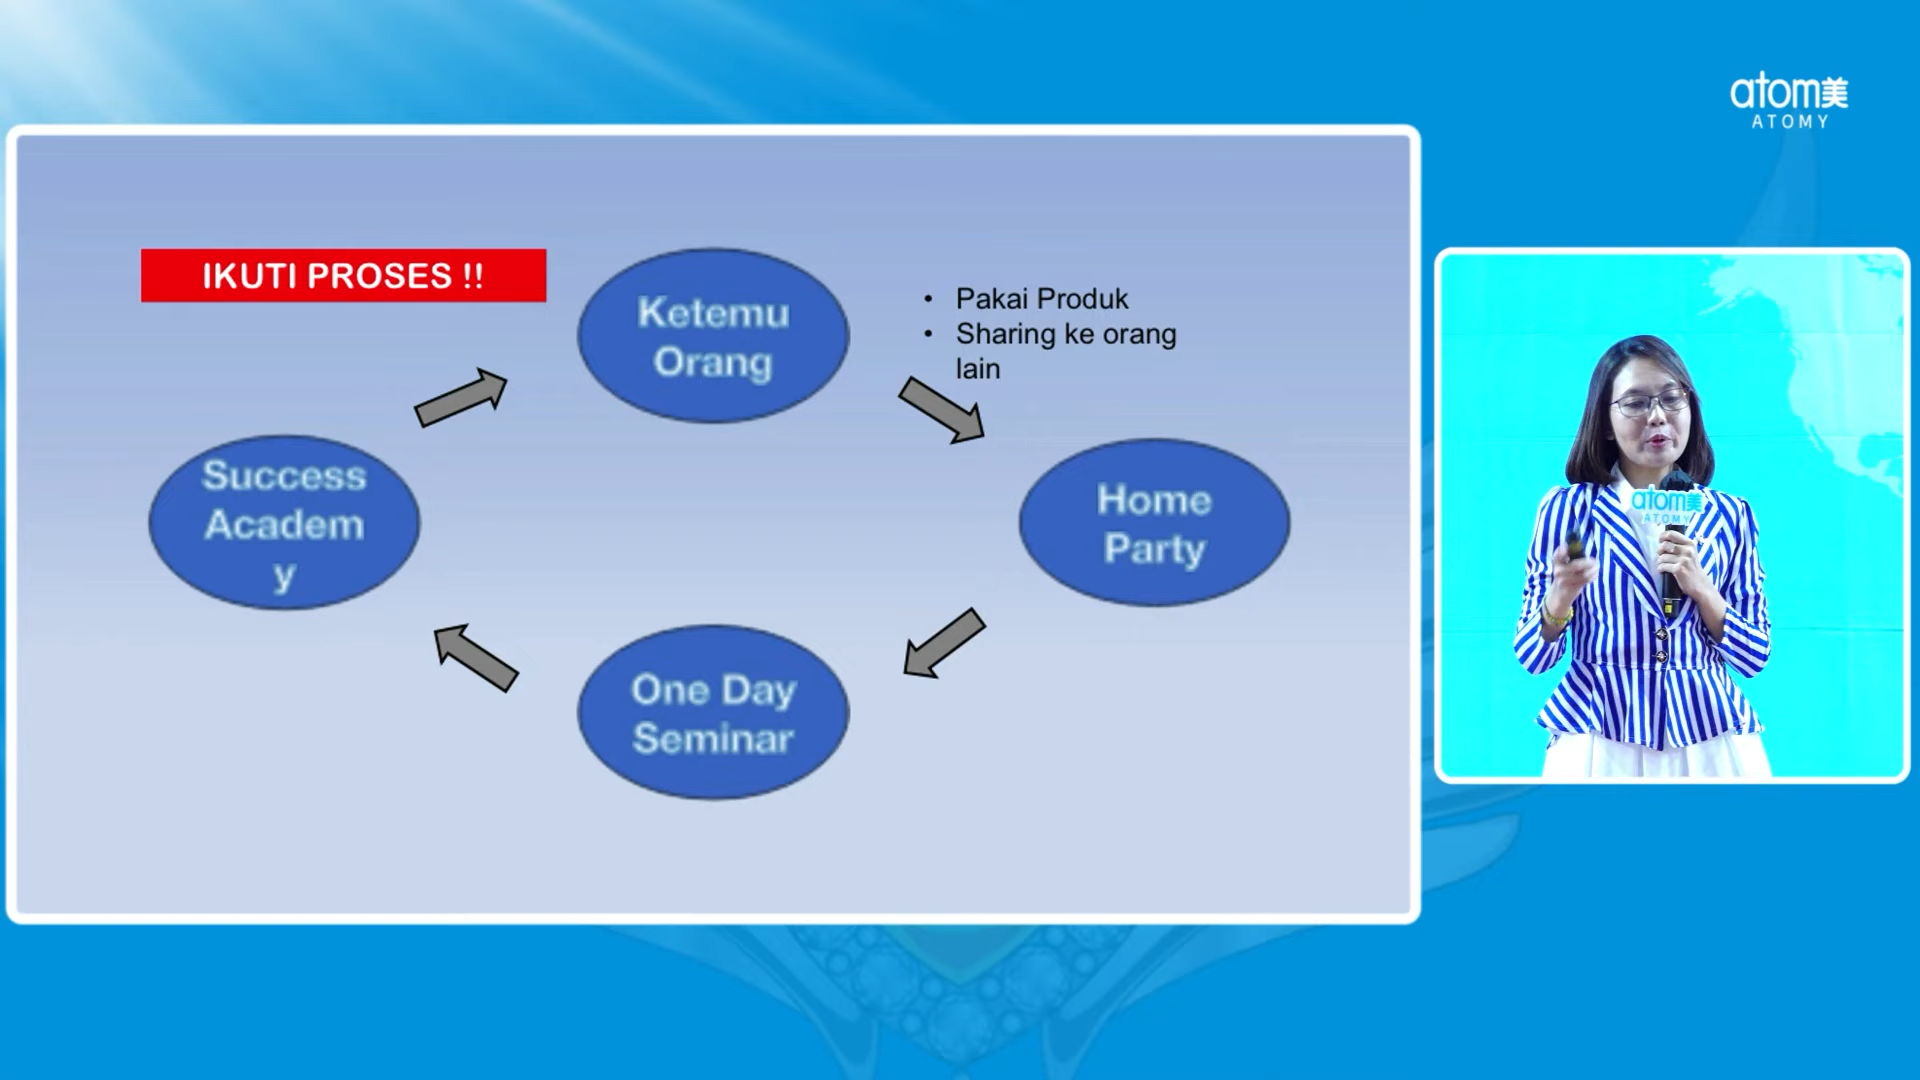 atom美
ATOMY
IKUTI PROSES !!
Ketemu
Orang
• Pakai Produk
• Sharing ke orang
lain
Success
Academ
y
Home
Party
One Day
Seminar
atom美
ATOMY